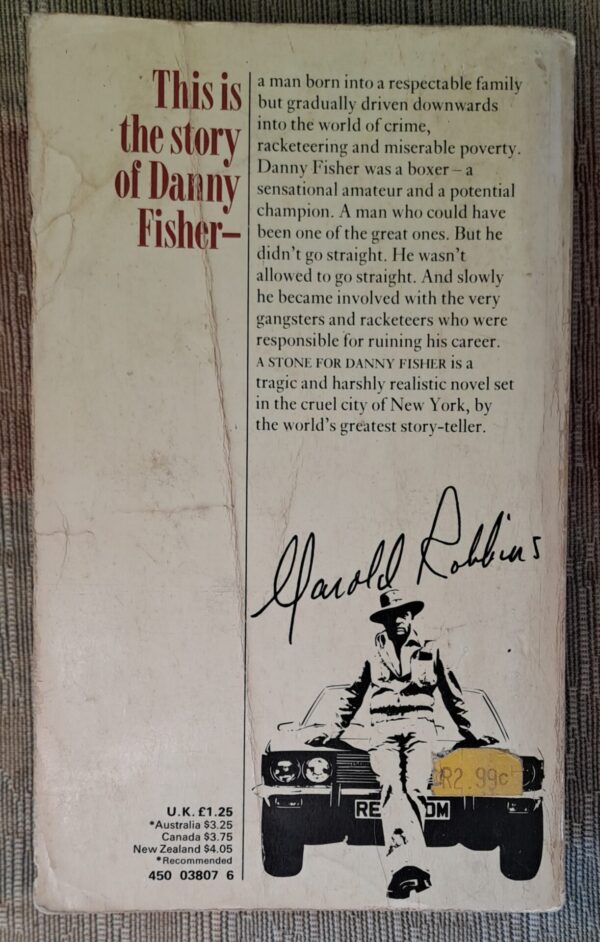 This is
the story
of Danny
Fisher–
a man born into a respectable family
but gradually driven downwards
into the world of crime,
racketeering and miserable poverty.
Danny Fisher was a boxer – a
sensational amateur and a potential
champion. A man who could have
been one of the great ones. But he
didn't go straight. He wasn't
allowed to go straight. And slowly
he became involved with the very
gangsters and racketeers who were
responsible for ruining his career.
A STONE FOR DANNY FISHER is a
tragic and harshly realistic novel set
in the cruel city of New York, by
the world's greatest story-teller.
Harold Robbins
R2.99c
RE DM
U.K. £1.25
*Australia $3.25
Canada $3.75
New Zealand $4.05
*Recommended
450 03807 6